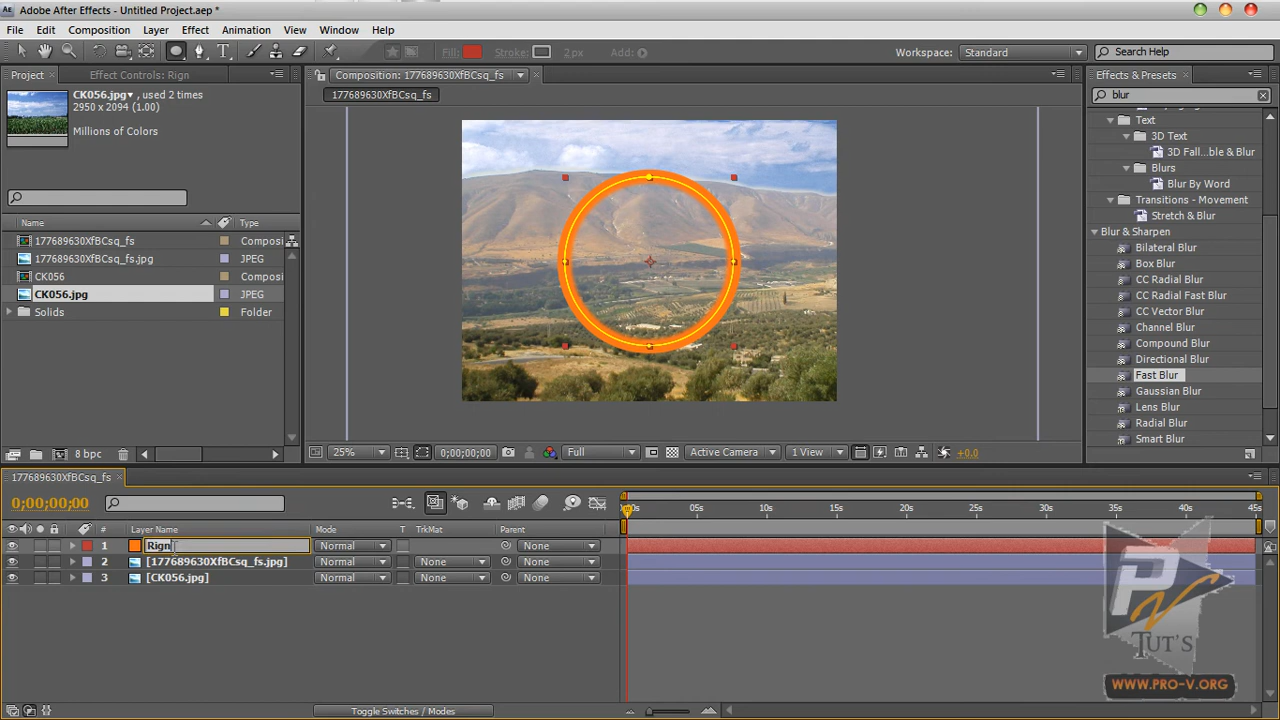 Adobe After Effects - Untitled Project.aep *
File Edit Composition Layer Effect Animation View Window Help
Fill: Stroke: 2 px Add:
Workspace: Standard Search Help
Project Effect Controls: Rign
CK056.jpg▾ , used 2 times
2950 x 2094 (1.00)
Millions of Colors
Name Type
177689630XfBCsq_fs Composi
177689630XfBCsq_fs.jpg JPEG
CK056 Composi
CK056.jpg JPEG
Solids Folder
8 bpc
Composition: 177689630XfBCsq_fs
177689630XfBCsq_fs
25% 0;00;00;00 Full Active Camera 1 View +0.0
Effects & Presets
blur
Text
3D Text
3D Fall...ble & Blur
Blurs
Blur By Word
Transitions - Movement
Stretch & Blur
Blur & Sharpen
Bilateral Blur
Box Blur
CC Radial Blur
CC Radial Fast Blur
CC Vector Blur
Channel Blur
Compound Blur
Directional Blur
Fast Blur
Gaussian Blur
Lens Blur
Radial Blur
Smart Blur
177689630XfBCsq_fs
0;00;00;00
Layer Name Mode T TrkMat Parent
05s 10s 15s 20s 25s 30s 35s 40s 45s
1 Rign Normal None
2 [177689630XfBCsq_fs.jpg] Normal None None
3 [CK056.jpg] Normal None None
Toggle Switches / Modes
PV
TUT'S
WWW.PRO-V.ORG